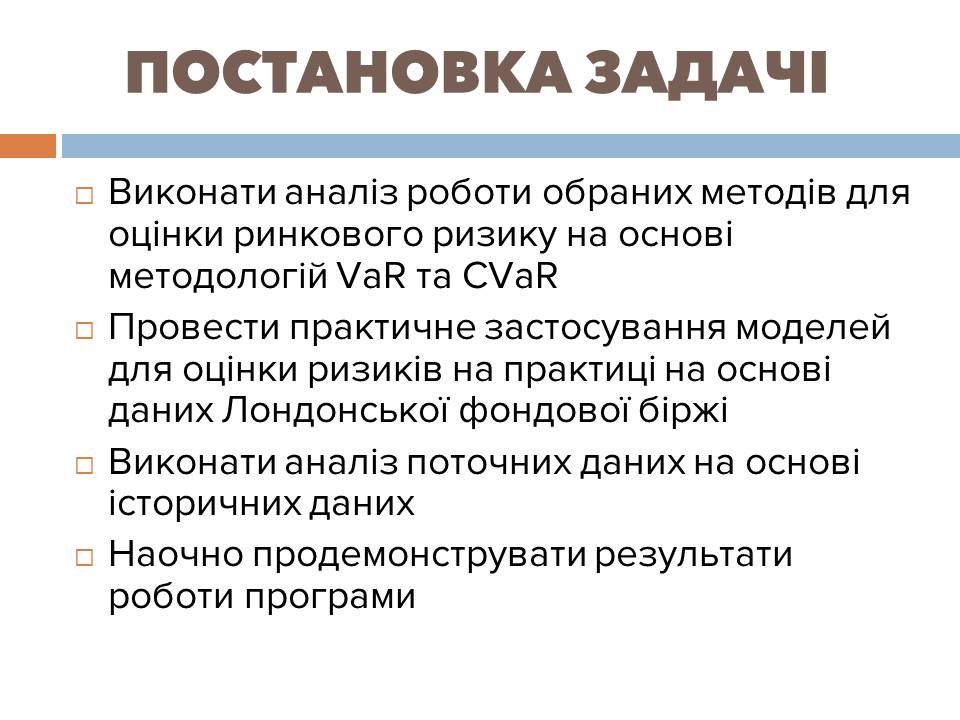 ПОСТАНОВКА ЗАДАЧІ
Виконати аналіз роботи обраних методів для
оцінки ринкового ризику на основі
методологій VaR та CVaR
Провести практичне застосування моделей
для оцінки ризиків на практиці на основі
даних Лондонської фондової біржі
Виконати аналіз поточних даних на основі
історичних даних
Наочно продемонструвати результати
роботи програми